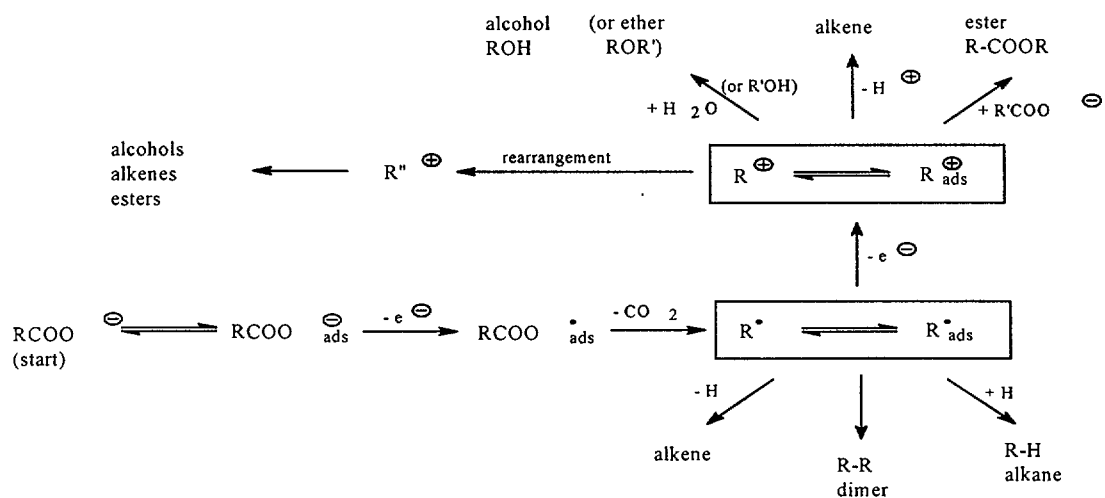 alcohol (or ether alkene ester
ROH ROR') R-COOR
(or R'OH) - H ⊕
+ H 2 O + R'COO ⊖
alcohols
alkenes
esters
R" ⊕ rearrangement R ⊕ R ⊕ ads
- e ⊖
RCOO ⊖ RCOO ⊖ ads - e ⊖ RCOO • ads - CO 2 R • R • ads
(start)
- H + H
alkene R-R R-H
dimer alkane